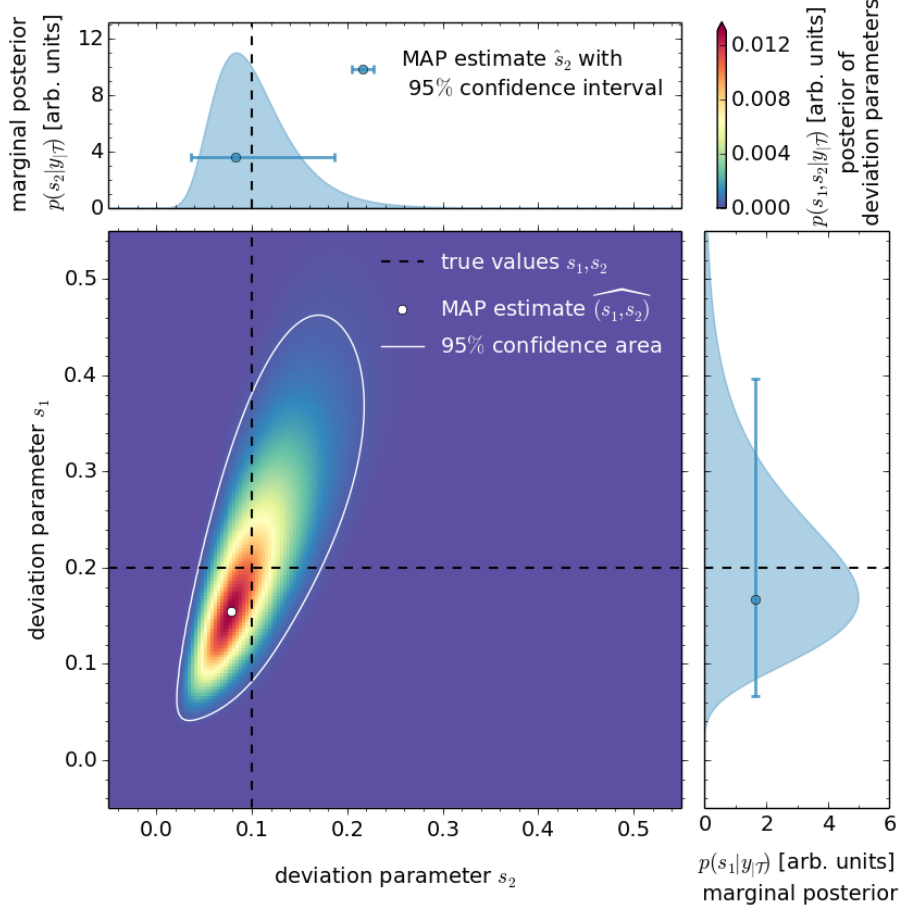 marginal posterior
p(s₂|y|𝒯) [arb. units]
12
8
4
0
MAP estimate ŝ₂ with
95% confidence interval
0.012
0.008
0.004
0.000
p(s₁,s₂|y|𝒯) [arb. units]
posterior of
deviation parameters
deviation parameter s₁
0.5
0.4
0.3
0.2
0.1
0.0
true values s₁,s₂
MAP estimate (s₁,s₂)^
95% confidence area
0.0 0.1 0.2 0.3 0.4 0.5
deviation parameter s₂
0 2 4 6
p(s₁|y|𝒯) [arb. units]
marginal posterior